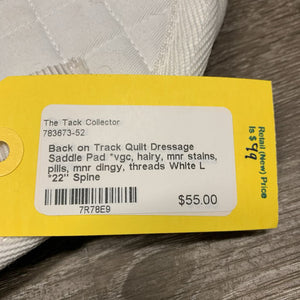 The Tack Collector
783673-52
Back on Track Quilt Dressage
Saddle Pad *vgc, hairy, mnr stains,
pills, mnr dingy, threads White L
*22" Spine
$55.00
7R78E9
Retail (New) Price
is $99